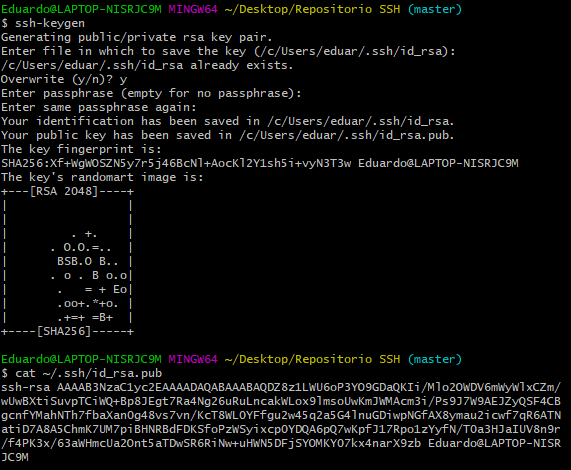 Eduardo@LAPTOP-NISRJC9M MINGW64 ~/Desktop/Repositorio SSH (master)
$ ssh-keygen
Generating public/private rsa key pair.
Enter file in which to save the key (/c/Users/eduar/.ssh/id_rsa):
/c/Users/eduar/.ssh/id_rsa already exists.
Overwrite (y/n)? y
Enter passphrase (empty for no passphrase):
Enter same passphrase again:
Your identification has been saved in /c/Users/eduar/.ssh/id_rsa.
Your public key has been saved in /c/Users/eduar/.ssh/id_rsa.pub.
The key fingerprint is:
SHA256:Xf+WgWOSZN5y7r5j46BcNl+AocKl2Y1sh5i+vyN3T3w Eduardo@LAPTOP-NISRJC9M
The key's randomart image is:
+---[RSA 2048]----+
|                 |
|                 |
|        . +.     |
|     . O.O.=..   |
|      BSB.O B..  |
|     . o . B o.o|
|      .   = + Eo|
|      .oo+.*+o.  |
|      .+=+ =B+   |
+----[SHA256]-----+
Eduardo@LAPTOP-NISRJC9M MINGW64 ~/Desktop/Repositorio SSH (master)
$ cat ~/.ssh/id_rsa.pub
ssh-rsa AAAAB3NzaC1yc2EAAAADAQABAAABAQDZ8z1LWU6oP3YO9GDaQKIi/Mlo2OWDV6mWyWlxCZm/
wUwBXtiSuvpTCiWQ+Bp8JEgt7Ra4Ng26uRuLncakWLox9lmsoUwKmJWMAcm3i/Ps9J7W9AEJZyQSF4CB
gcnfYMahNTh7fbaXanOg48vs7vn/KcT8WLOYFfgu2w45q2a5G4lnuGDiwpNGfAX8ymau2icwf7qR6ATN
atiD7A8A5ChmK7UM7piBHNRBdFDKSfoPzWSyixcp0YDQA6pQ7wKpfJ17Rpo1zYyfN/TOa3HJaIUV8n9r
/f4PK3x/63aWHmcUa2Ont5aTDwSR6RiNw+uHWN5DFjSYOMKYO7kx4narX9zb Eduardo@LAPTOP-NISR
JC9M